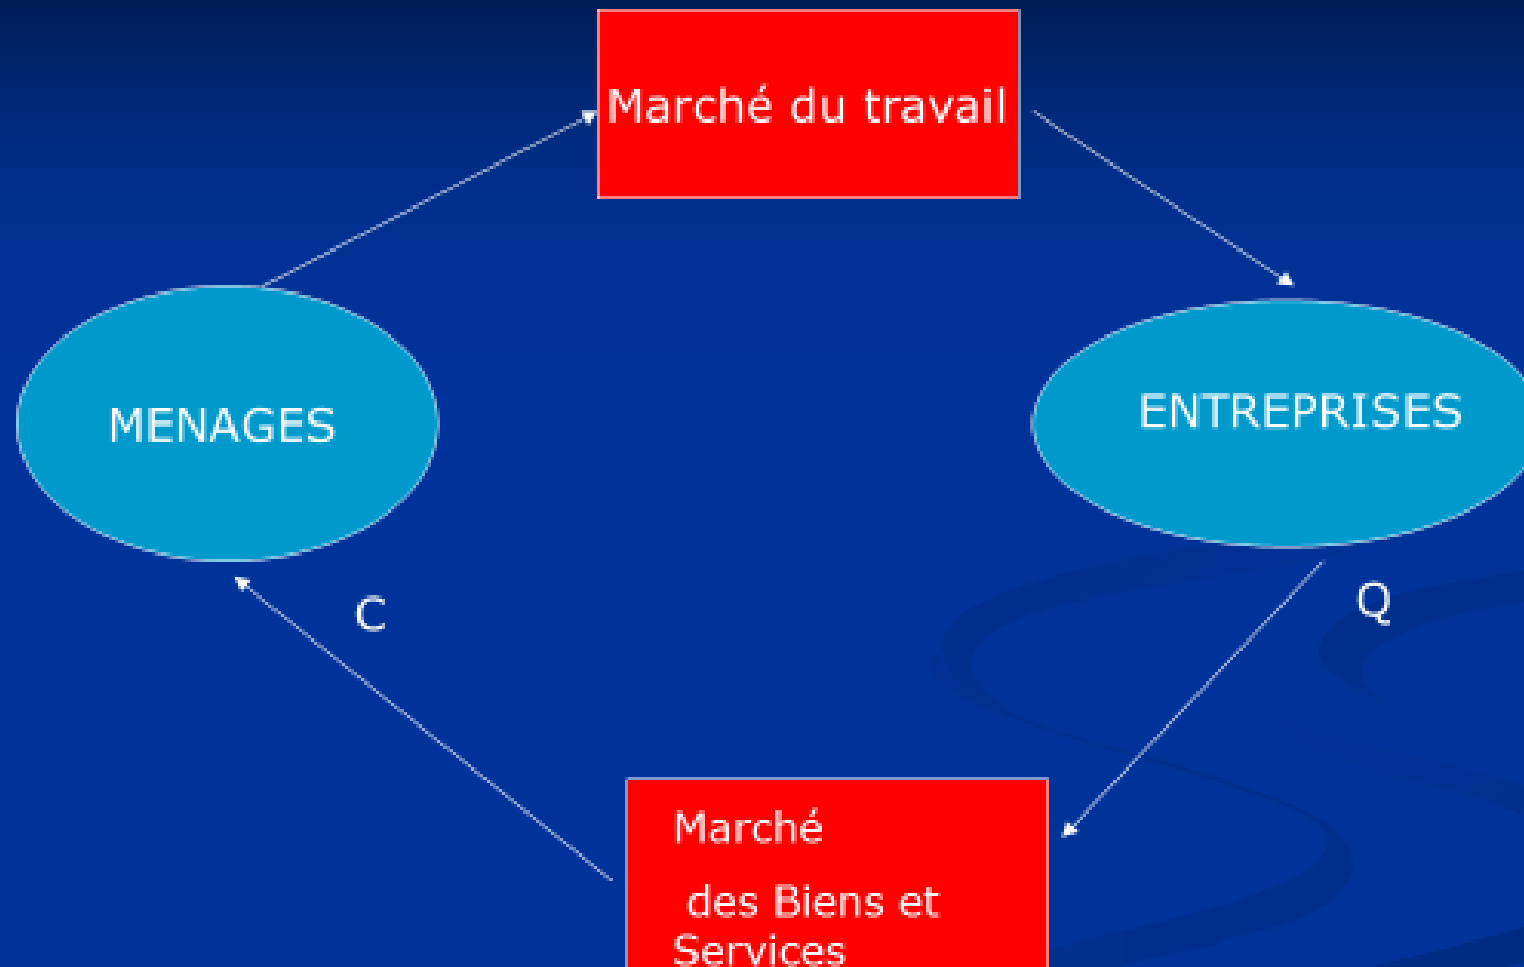 Marché du travail
MENAGES
ENTREPRISES
C
Q
Marché
des Biens et
Services